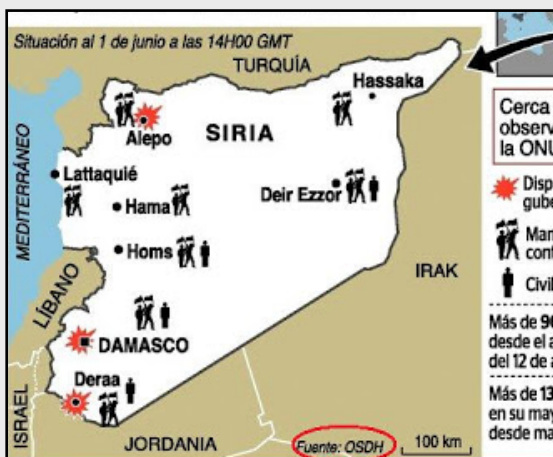 Situación al 1 de junio a las 14H00 GMT
TURQUÍA
Hassaka
Alepo
SIRIA
MEDITERRÁNEO
Lattaquié
Hama
Deir Ezzor
Homs
IRAK
LÍBANO
DAMASCO
Deraa
ISRAEL
JORDANIA
Fuente: OSDH
100 km
Cerca
observ
la ONU
Disp
gube
Man
cont
Civil
Más de 90
desde el a
del 12 de a
Más de 13
en su may
desde ma